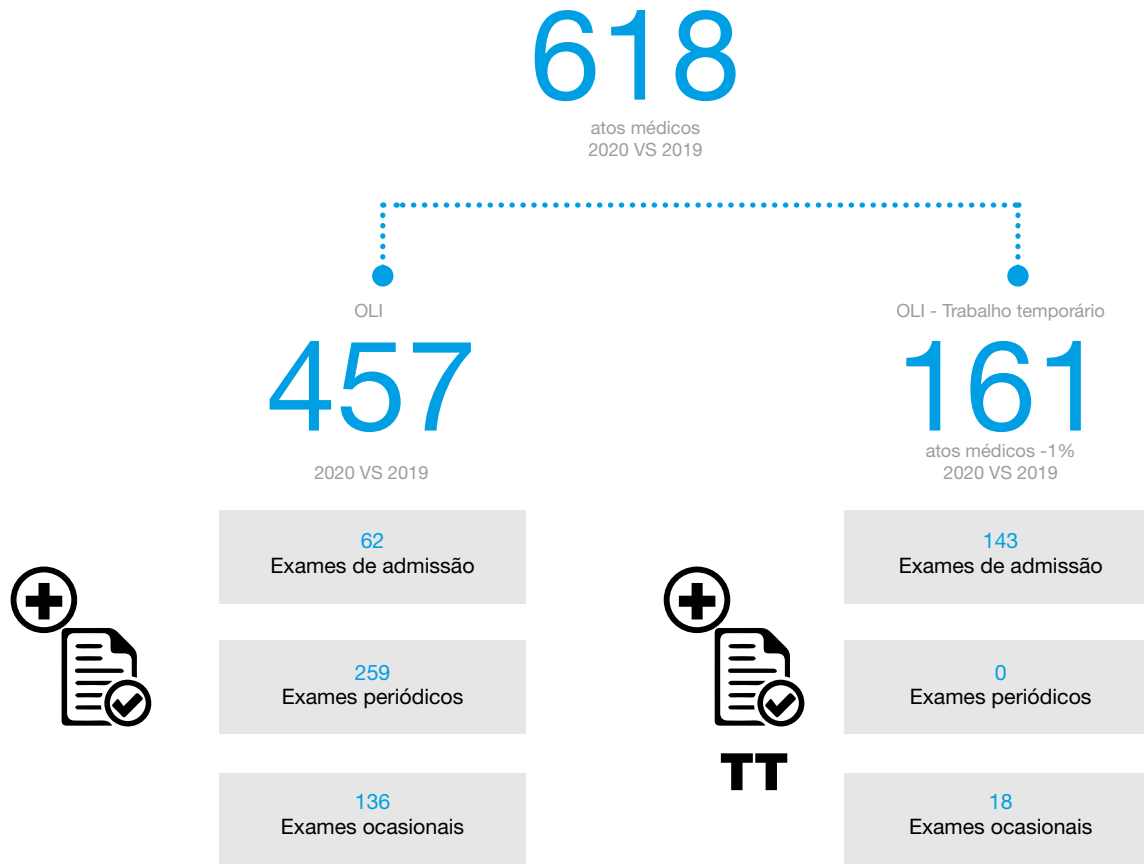 618
atos médicos
2020 VS 2019
OLI
457
2020 VS 2019
62
Exames de admissão
259
Exames periódicos
136
Exames ocasionais
OLI - Trabalho temporário
161
atos médicos -1%
2020 VS 2019
TT
143
Exames de admissão
0
Exames periódicos
18
Exames ocasionais